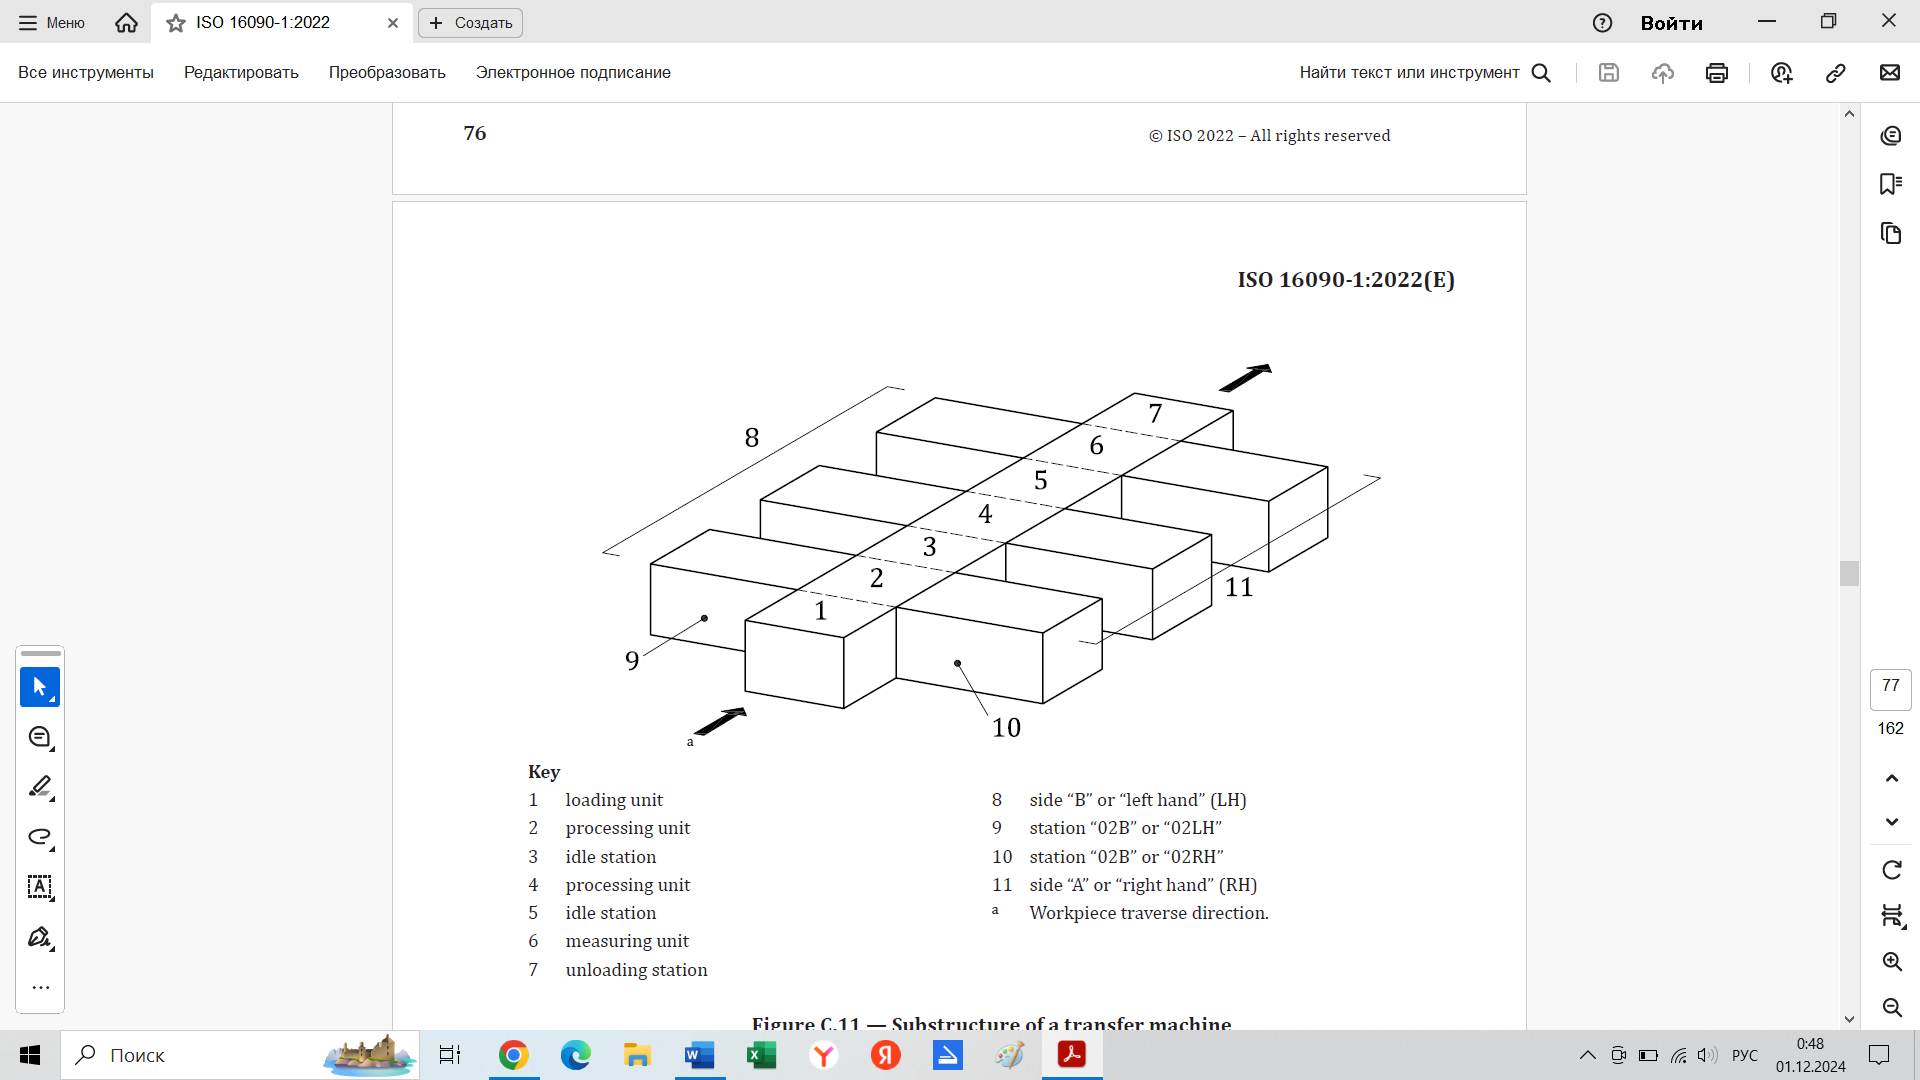 Меню
ISO 16090-1:2022
Создать
Войти
Все инструменты
Редактировать
Преобразовать
Электронное подписание
Найти текст или инструмент
76
© ISO 2022 – All rights reserved
ISO 16090-1:2022(E)
7
8
6
5
4
3
2
11
1
9
10
a
Key
1 loading unit
2 processing unit
3 idle station
4 processing unit
5 idle station
6 measuring unit
7 unloading station
8 side “B” or “left hand” (LH)
9 station “02B” or “02LH”
10 station “02B” or “02RH”
11 side “A” or “right hand” (RH)
a Workpiece traverse direction.
Figure C.11 — Substructure of a transfer machine
77
162
Поиск
РУС
0:48
01.12.2024